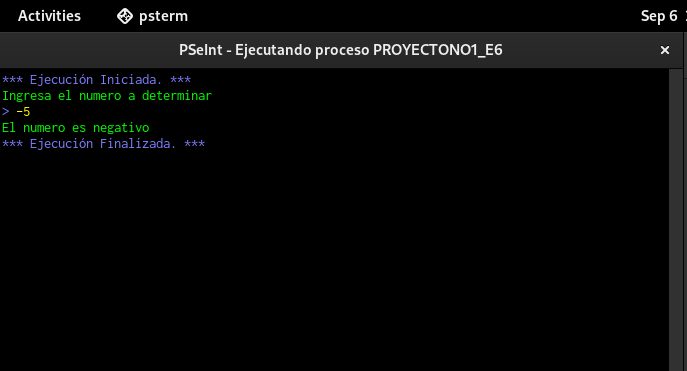 Activities
psterm
Sep 6
PSeInt - Ejecutando proceso PROYECTONO1_E6
*** Ejecución Iniciada. ***
Ingresa el numero a determinar
> -5
El numero es negativo
*** Ejecución Finalizada. ***